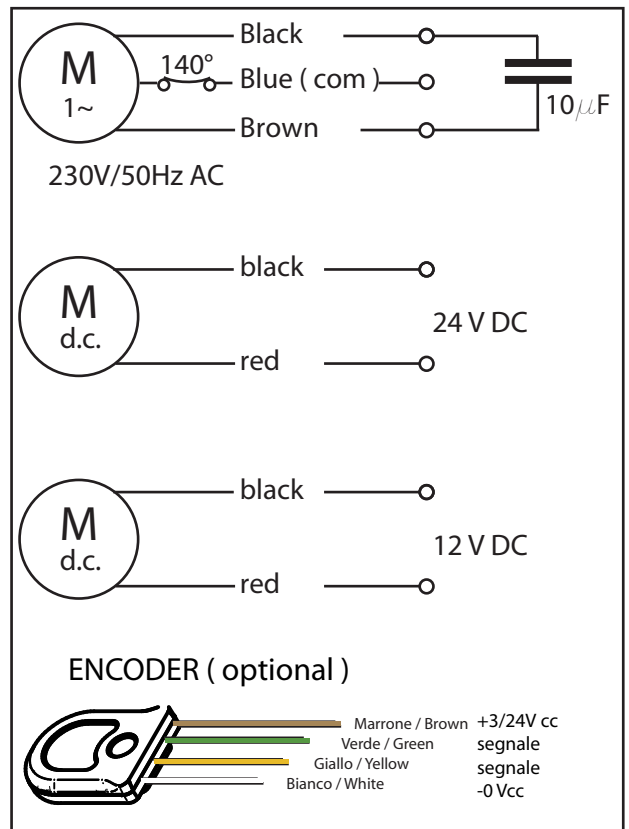 Black
M 140° Blue ( com )
1~ 10µF
Brown
230V/50Hz AC
black
M
d.c. 24 V DC
red
black
M
d.c. 12 V DC
red
ENCODER ( optional )
Marrone / Brown +3/24V cc
Verde / Green segnale
Giallo / Yellow segnale
Bianco / White -0 Vcc